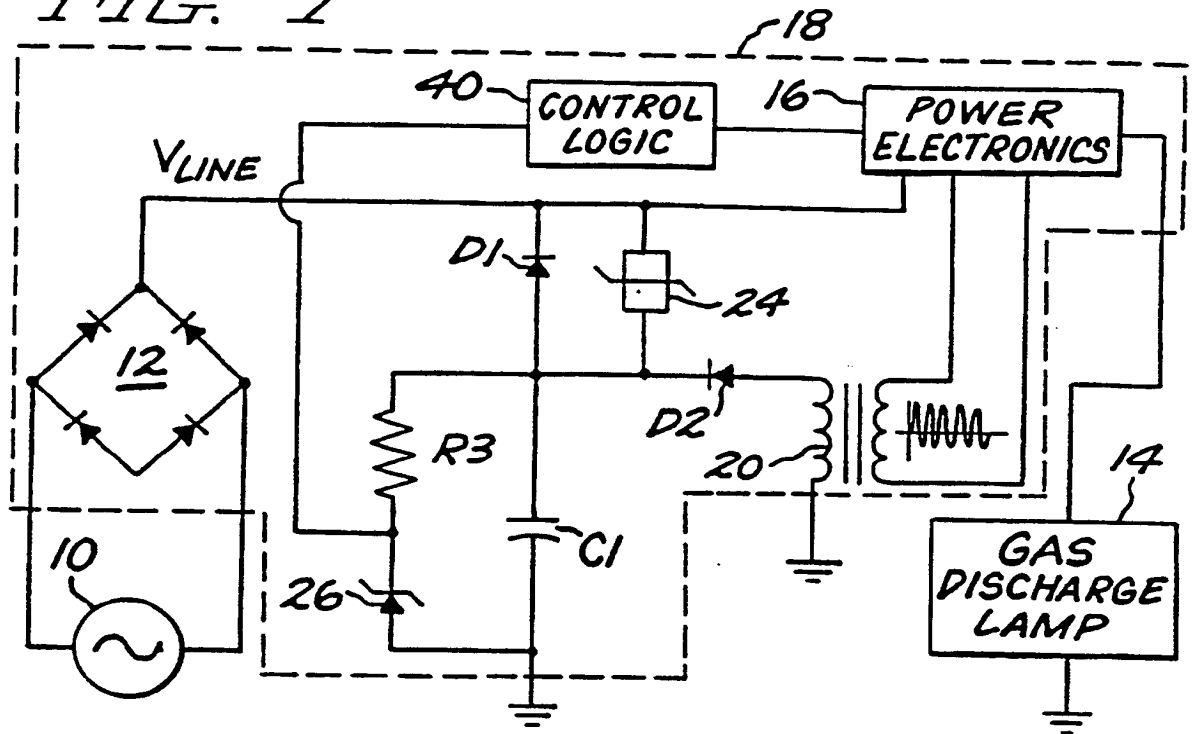 FIG. 1
18
40
CONTROL
LOGIC
16
POWER
ELECTRONICS
VLINE
D1
24
12
D2
R3
20
14
C1
10
26
GAS
DISCHARGE
LAMP